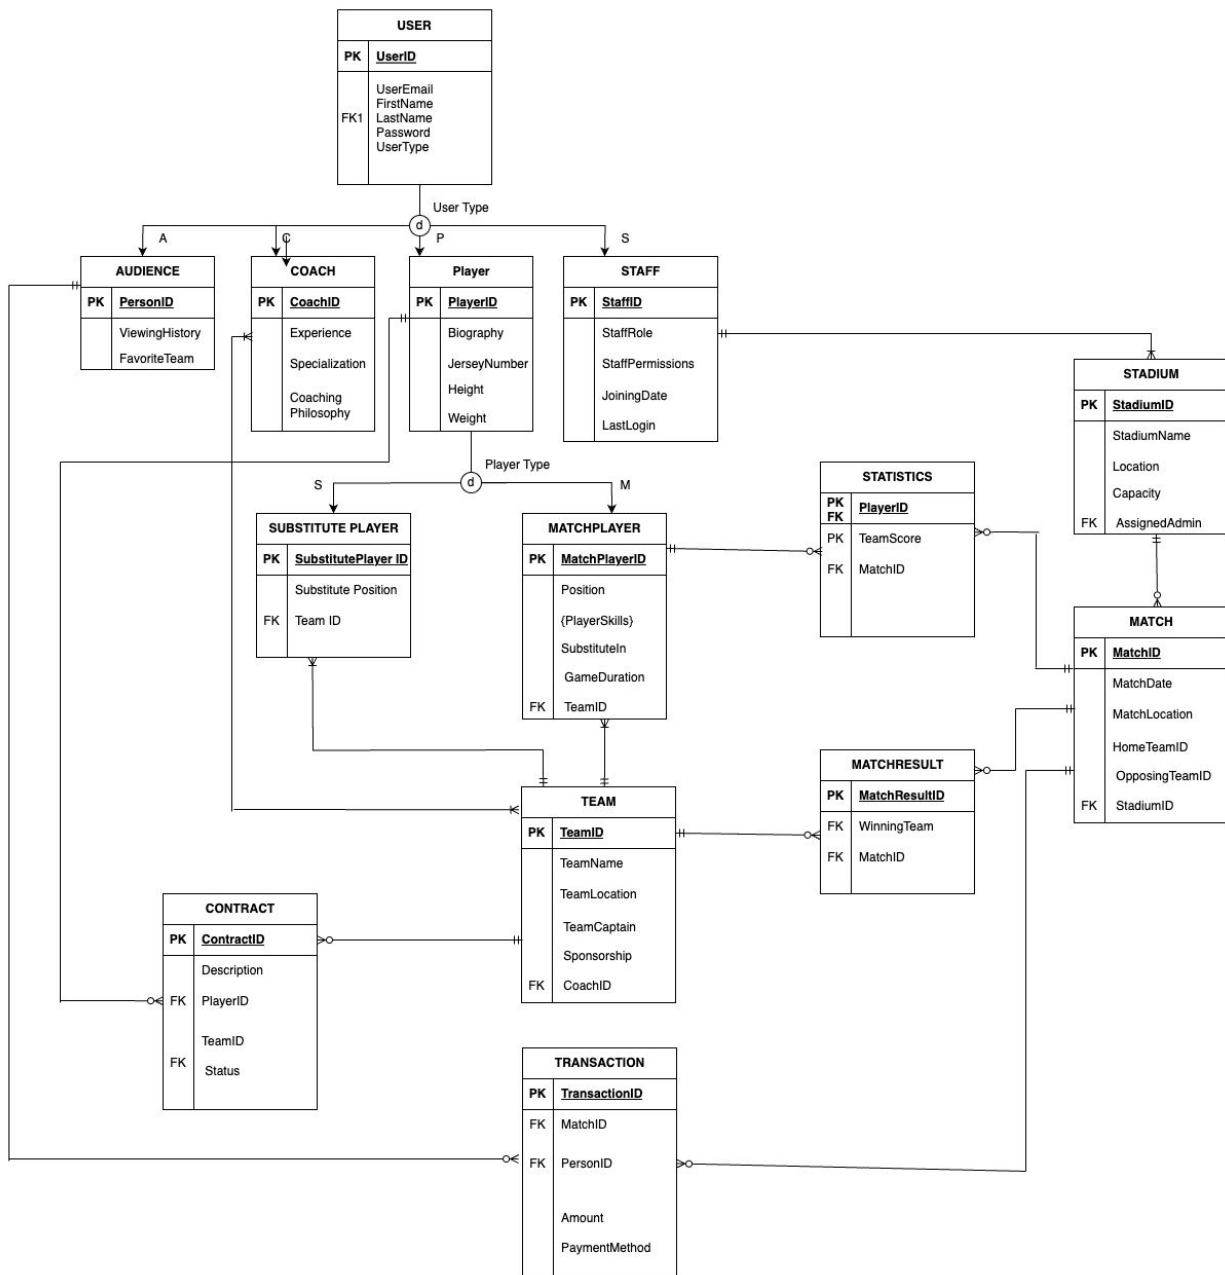 USER
PK UserID
UserEmail
FirstName
FK1 LastName
Password
UserType
User Type
d
A C P S
AUDIENCE
PK PersonID
ViewingHistory
FavoriteTeam
COACH
PK CoachID
Experience
Specialization
Coaching
Philosophy
Player
PK PlayerID
Biography
JerseyNumber
Height
Weight
STAFF
PK StaffID
StaffRole
StaffPermissions
JoiningDate
LastLogin
STADIUM
PK StadiumID
StadiumName
Location
Capacity
FK AssignedAdmin
Player Type
d
S M
SUBSTITUTE PLAYER
PK SubstitutePlayer ID
Substitute Position
FK Team ID
MATCHPLAYER
PK MatchPlayerID
Position
{PlayerSkills}
SubstituteIn
GameDuration
FK TeamID
STATISTICS
PK
FK PlayerID
PK TeamScore
FK MatchID
MATCH
PK MatchID
MatchDate
MatchLocation
HomeTeamID
OpposingTeamID
FK StadiumID
MATCHRESULT
PK MatchResultID
FK WinningTeam
FK MatchID
TEAM
PK TeamID
TeamName
TeamLocation
TeamCaptain
Sponsorship
FK CoachID
CONTRACT
PK ContractID
Description
FK PlayerID
TeamID
FK
Status
TRANSACTION
PK TransactionID
FK MatchID
FK PersonID
Amount
PaymentMethod